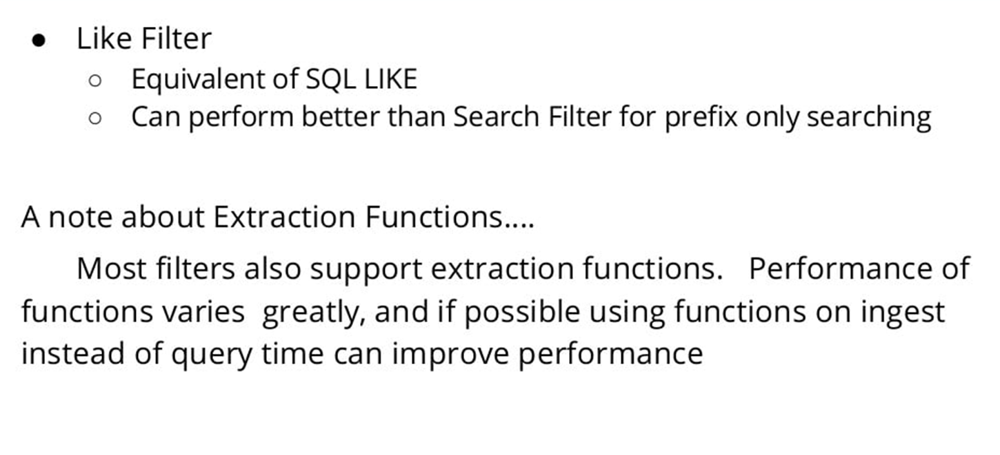 ● Like Filter
○ Equivalent of SQL LIKE
○ Can perform better than Search Filter for prefix only searching
A note about Extraction Functions....
Most filters also support extraction functions.   Performance of
functions varies  greatly, and if possible using functions on ingest
instead of query time can improve performance